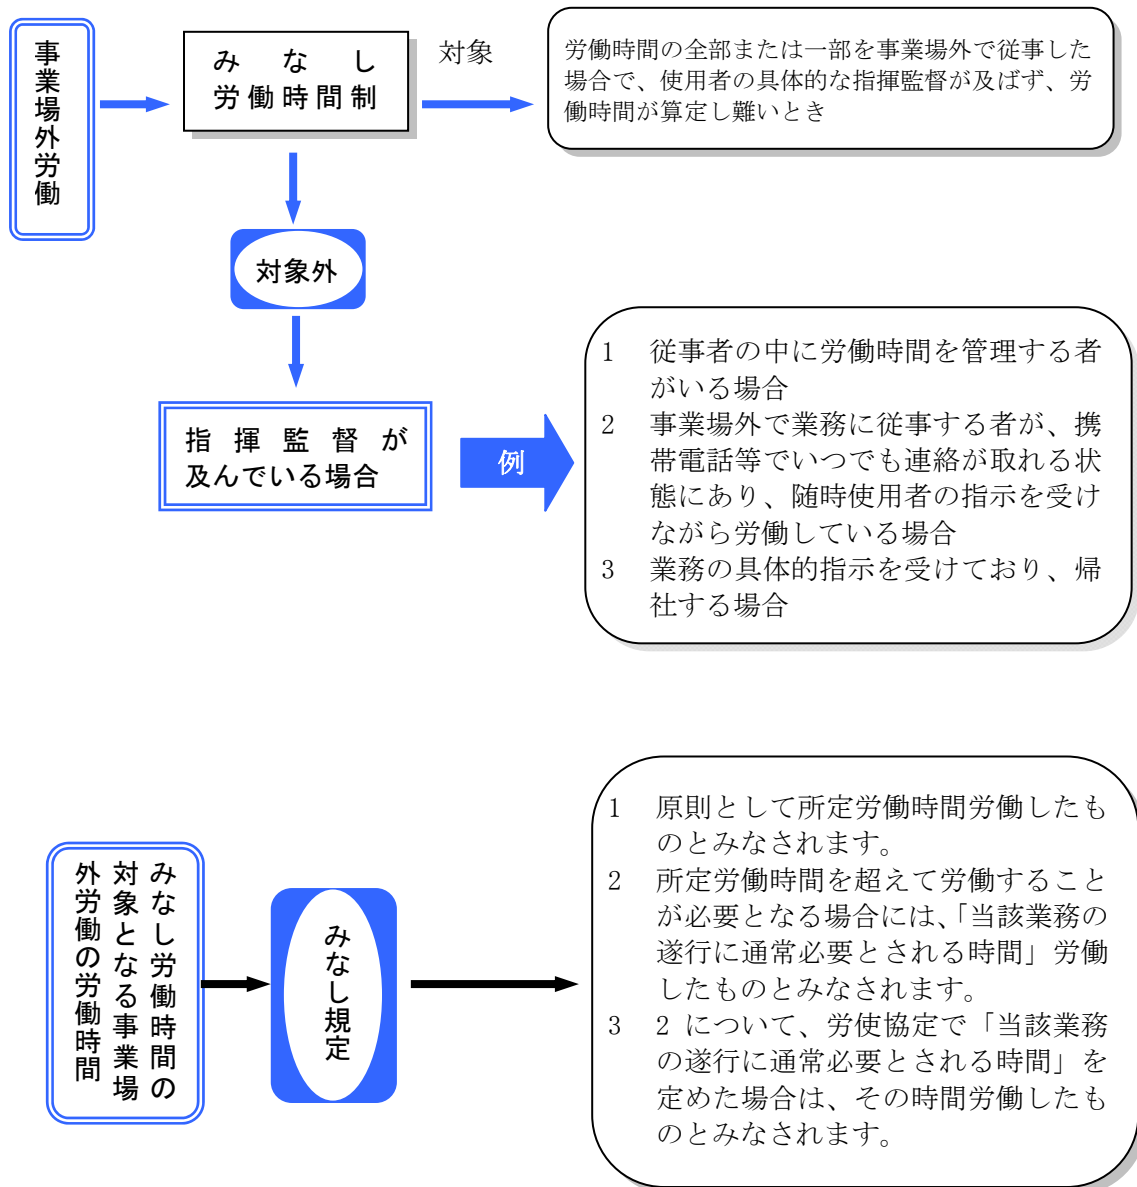 事業場外労働
みなし
労働時間制
対象
労働時間の全部または一部を事業場外で従事した
場合で、使用者の具体的な指揮監督が及ばず、労
働時間が算定し難いとき
対象外
指揮監督が
及んでいる場合
例
1 従事者の中に労働時間を管理する者
がいる場合
2 事業場外で業務に従事する者が、携
帯電話等でいつでも連絡が取れる状
態にあり、随時使用者の指示を受け
ながら労働している場合
3 業務の具体的指示を受けており、帰
社する場合
みなし労働時間の
対象となる事業場
外労働の労働時間
みなし規定
1 原則として所定労働時間労働したも
のとみなされます。
2 所定労働時間を超えて労働すること
が必要となる場合には、「当該業務の
遂行に通常必要とされる時間」労働
したものとみなされます。
3 2 について、労使協定で「当該業務
の遂行に通常必要とされる時間」を
定めた場合は、その時間労働したも
のとみなされます。